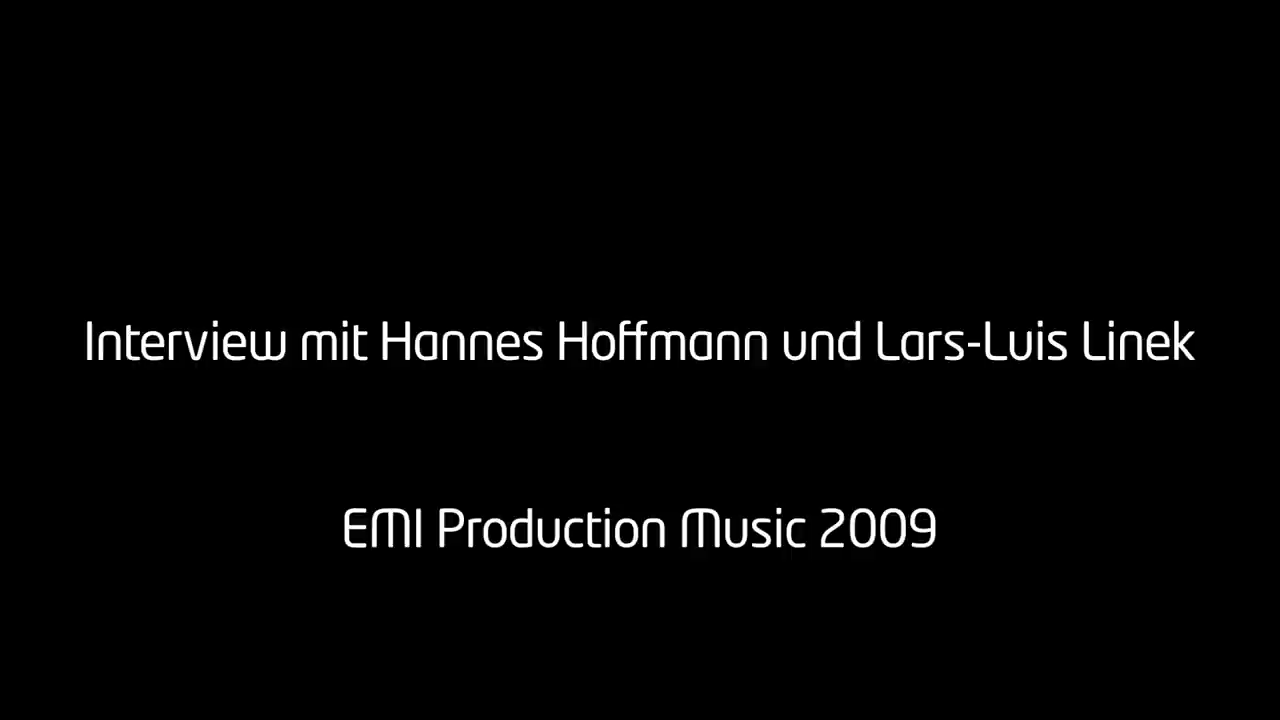 Interview mit Hannes Hoffmann und Lars-Luis Linek
EMI Production Music 2009